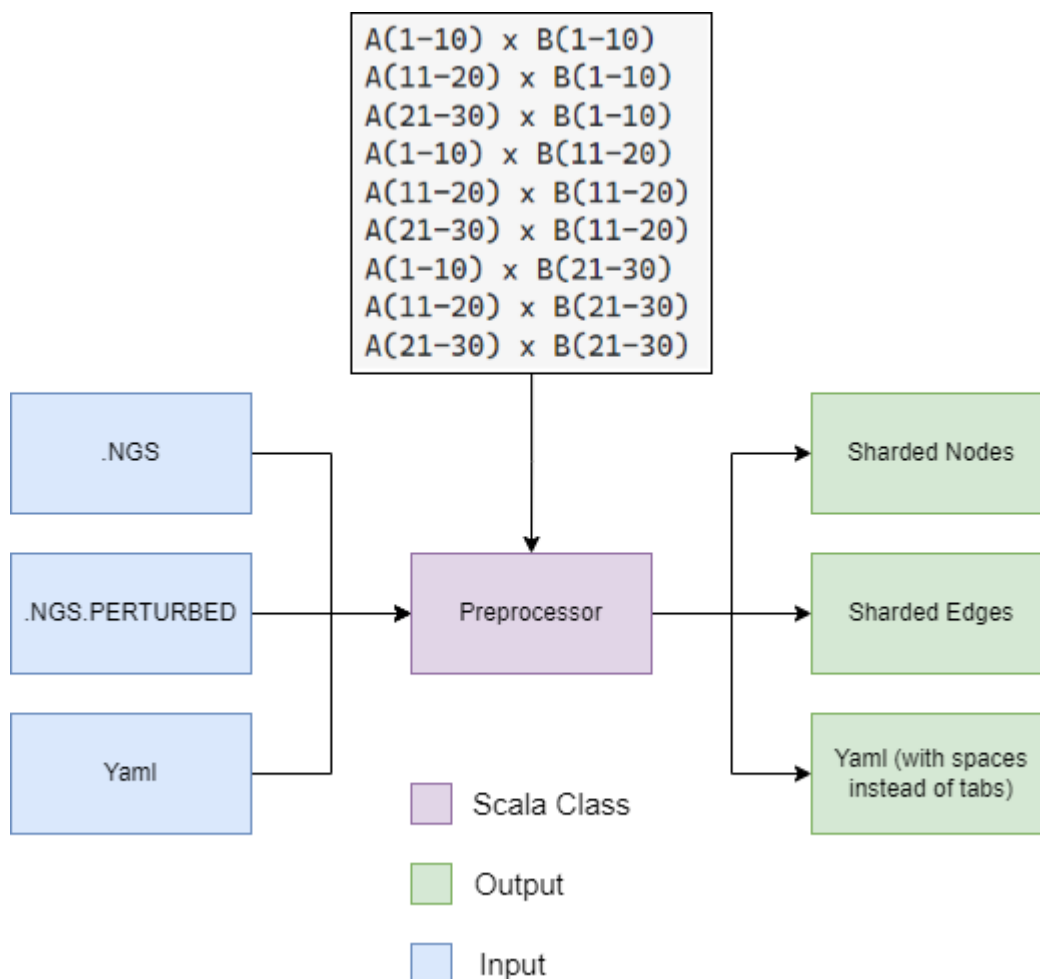 A(1-10) x B(1-10)
A(11-20) x B(1-10)
A(21-30) x B(1-10)
A(1-10) x B(11-20)
A(11-20) x B(11-20)
A(21-30) x B(11-20)
A(1-10) x B(21-30)
A(11-20) x B(21-30)
A(21-30) x B(21-30)
.NGS
Sharded Nodes
.NGS.PERTURBED
Preprocessor
Sharded Edges
Yaml
Yaml (with spaces
instead of tabs)
Scala Class
Output
Input